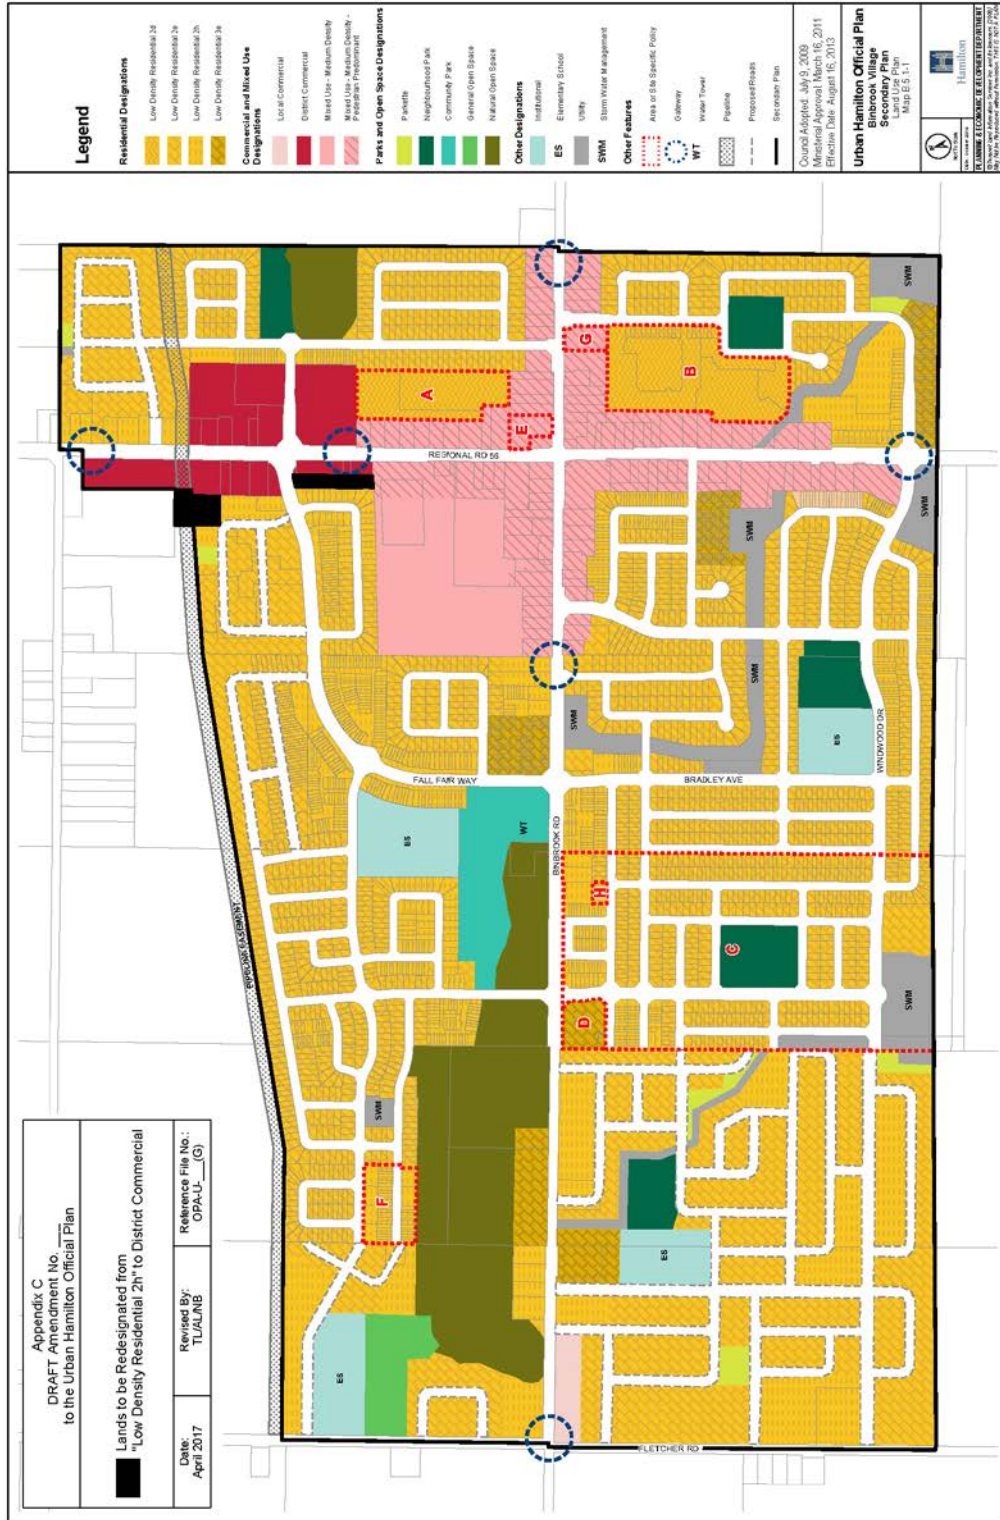 Appendix C
DRAFT Amendment No. ___
to the Urban Hamilton Official Plan
Lands to be Redesignated from
"Low Density Residential 2h" to District Commercial
Date:
April 2017
Revised By:
TL/AL/NB
Reference File No.:
OPA-U-___(G)
PIPELINE EASEMENT
ES
F
SWM
ES
WT
FALL FAIR WAY
REGIONAL RD 56
A
E
G
B
BINBROOK RD
FLETCHER RD
ES
D
H
C
SWM
SWM
BRADLEY AVE
ES
WINDWOOD DR
SWM
SWM
SWM
SWM
Legend
Residential Designations
Low Density Residential 2d
Low Density Residential 2e
Low Density Residential 2h
Low Density Residential 3e
Commercial and Mixed Use
Designations
Local Commercial
District Commercial
Mixed Use - Medium Density
Mixed Use - Medium Density -
Pedestrian Predominant
Parks and Open Space Designations
Parkette
Neighbourhood Park
Community Park
General Open Space
Natural Open Space
Other Designations
Institutional
ES
Elementary School
Utility
SWM
Storm Water Management
Other Features
Area or Site Specific Policy
Gateway
WT
Water Tower
Pipeline
Proposed Roads
Secondary Plan
Council Adopted: July 9, 2009
Ministerial Approval: March 16, 2011
Effective Date: August 16, 2013
Urban Hamilton Official Plan
Binbrook Village
Secondary Plan
Land Use Plan
Map B.5.1-1
Hamilton
PLANNING & ECONOMIC DEVELOPMENT DEPARTMENT